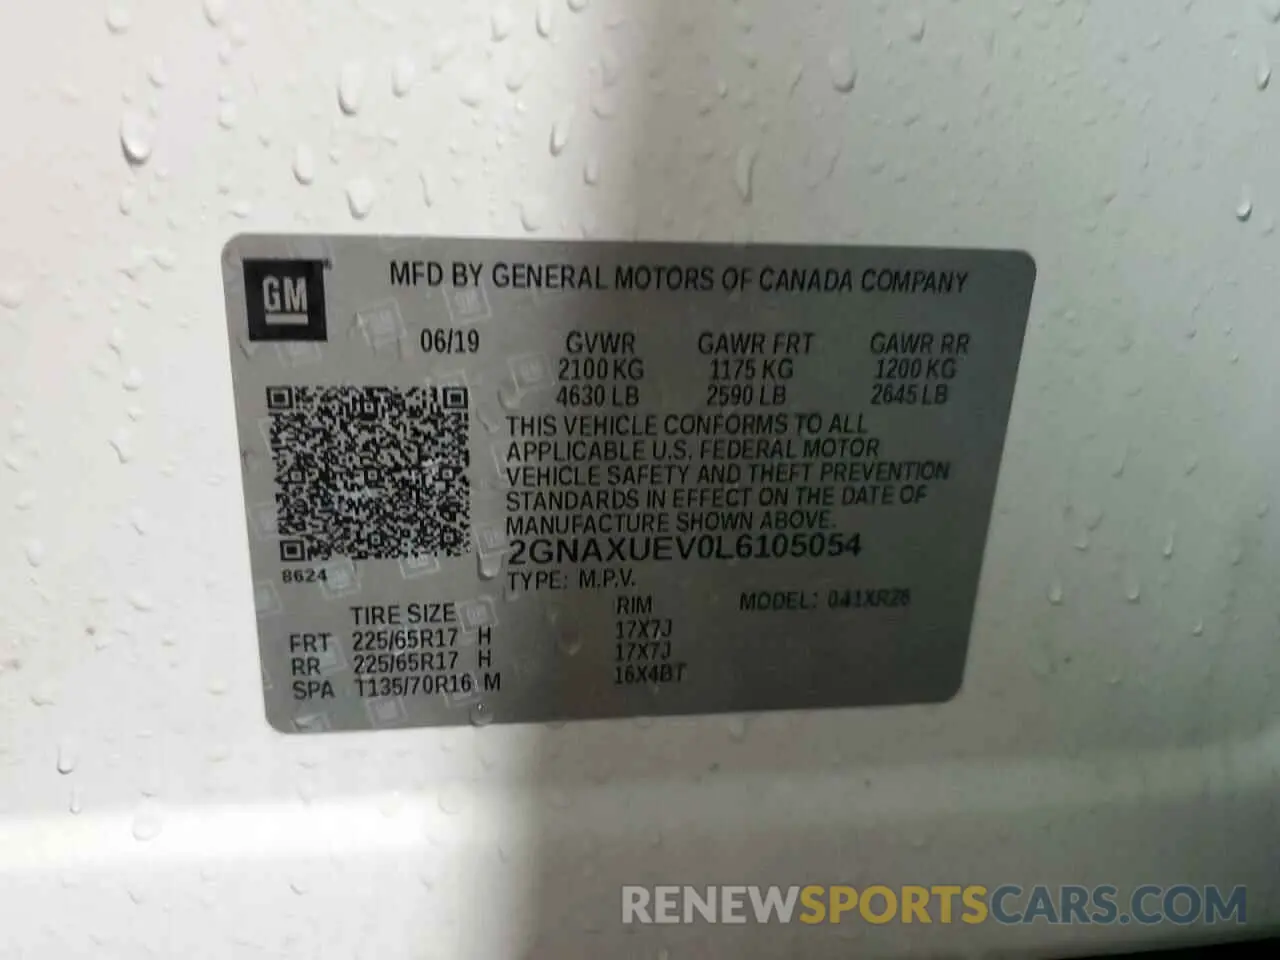 GM
MFD BY GENERAL MOTORS OF CANADA COMPANY
06/19 GVWR GAWR FRT GAWR RR
2100 KG 1175 KG 1200 KG
4630 LB 2590 LB 2645 LB
THIS VEHICLE CONFORMS TO ALL
APPLICABLE U.S. FEDERAL MOTOR
VEHICLE SAFETY AND THEFT PREVENTION
STANDARDS IN EFFECT ON THE DATE OF
MANUFACTURE SHOWN ABOVE.
2GNAXUEV0L6105054
8624
TYPE: M.P.V.
TIRE SIZE RIM MODEL: 041XR26
FRT 225/65R17 H 17X7J
RR 225/65R17 H 17X7J
SPA T135/70R16 M 16X4BT
RENEWSPORTSCARS.COM